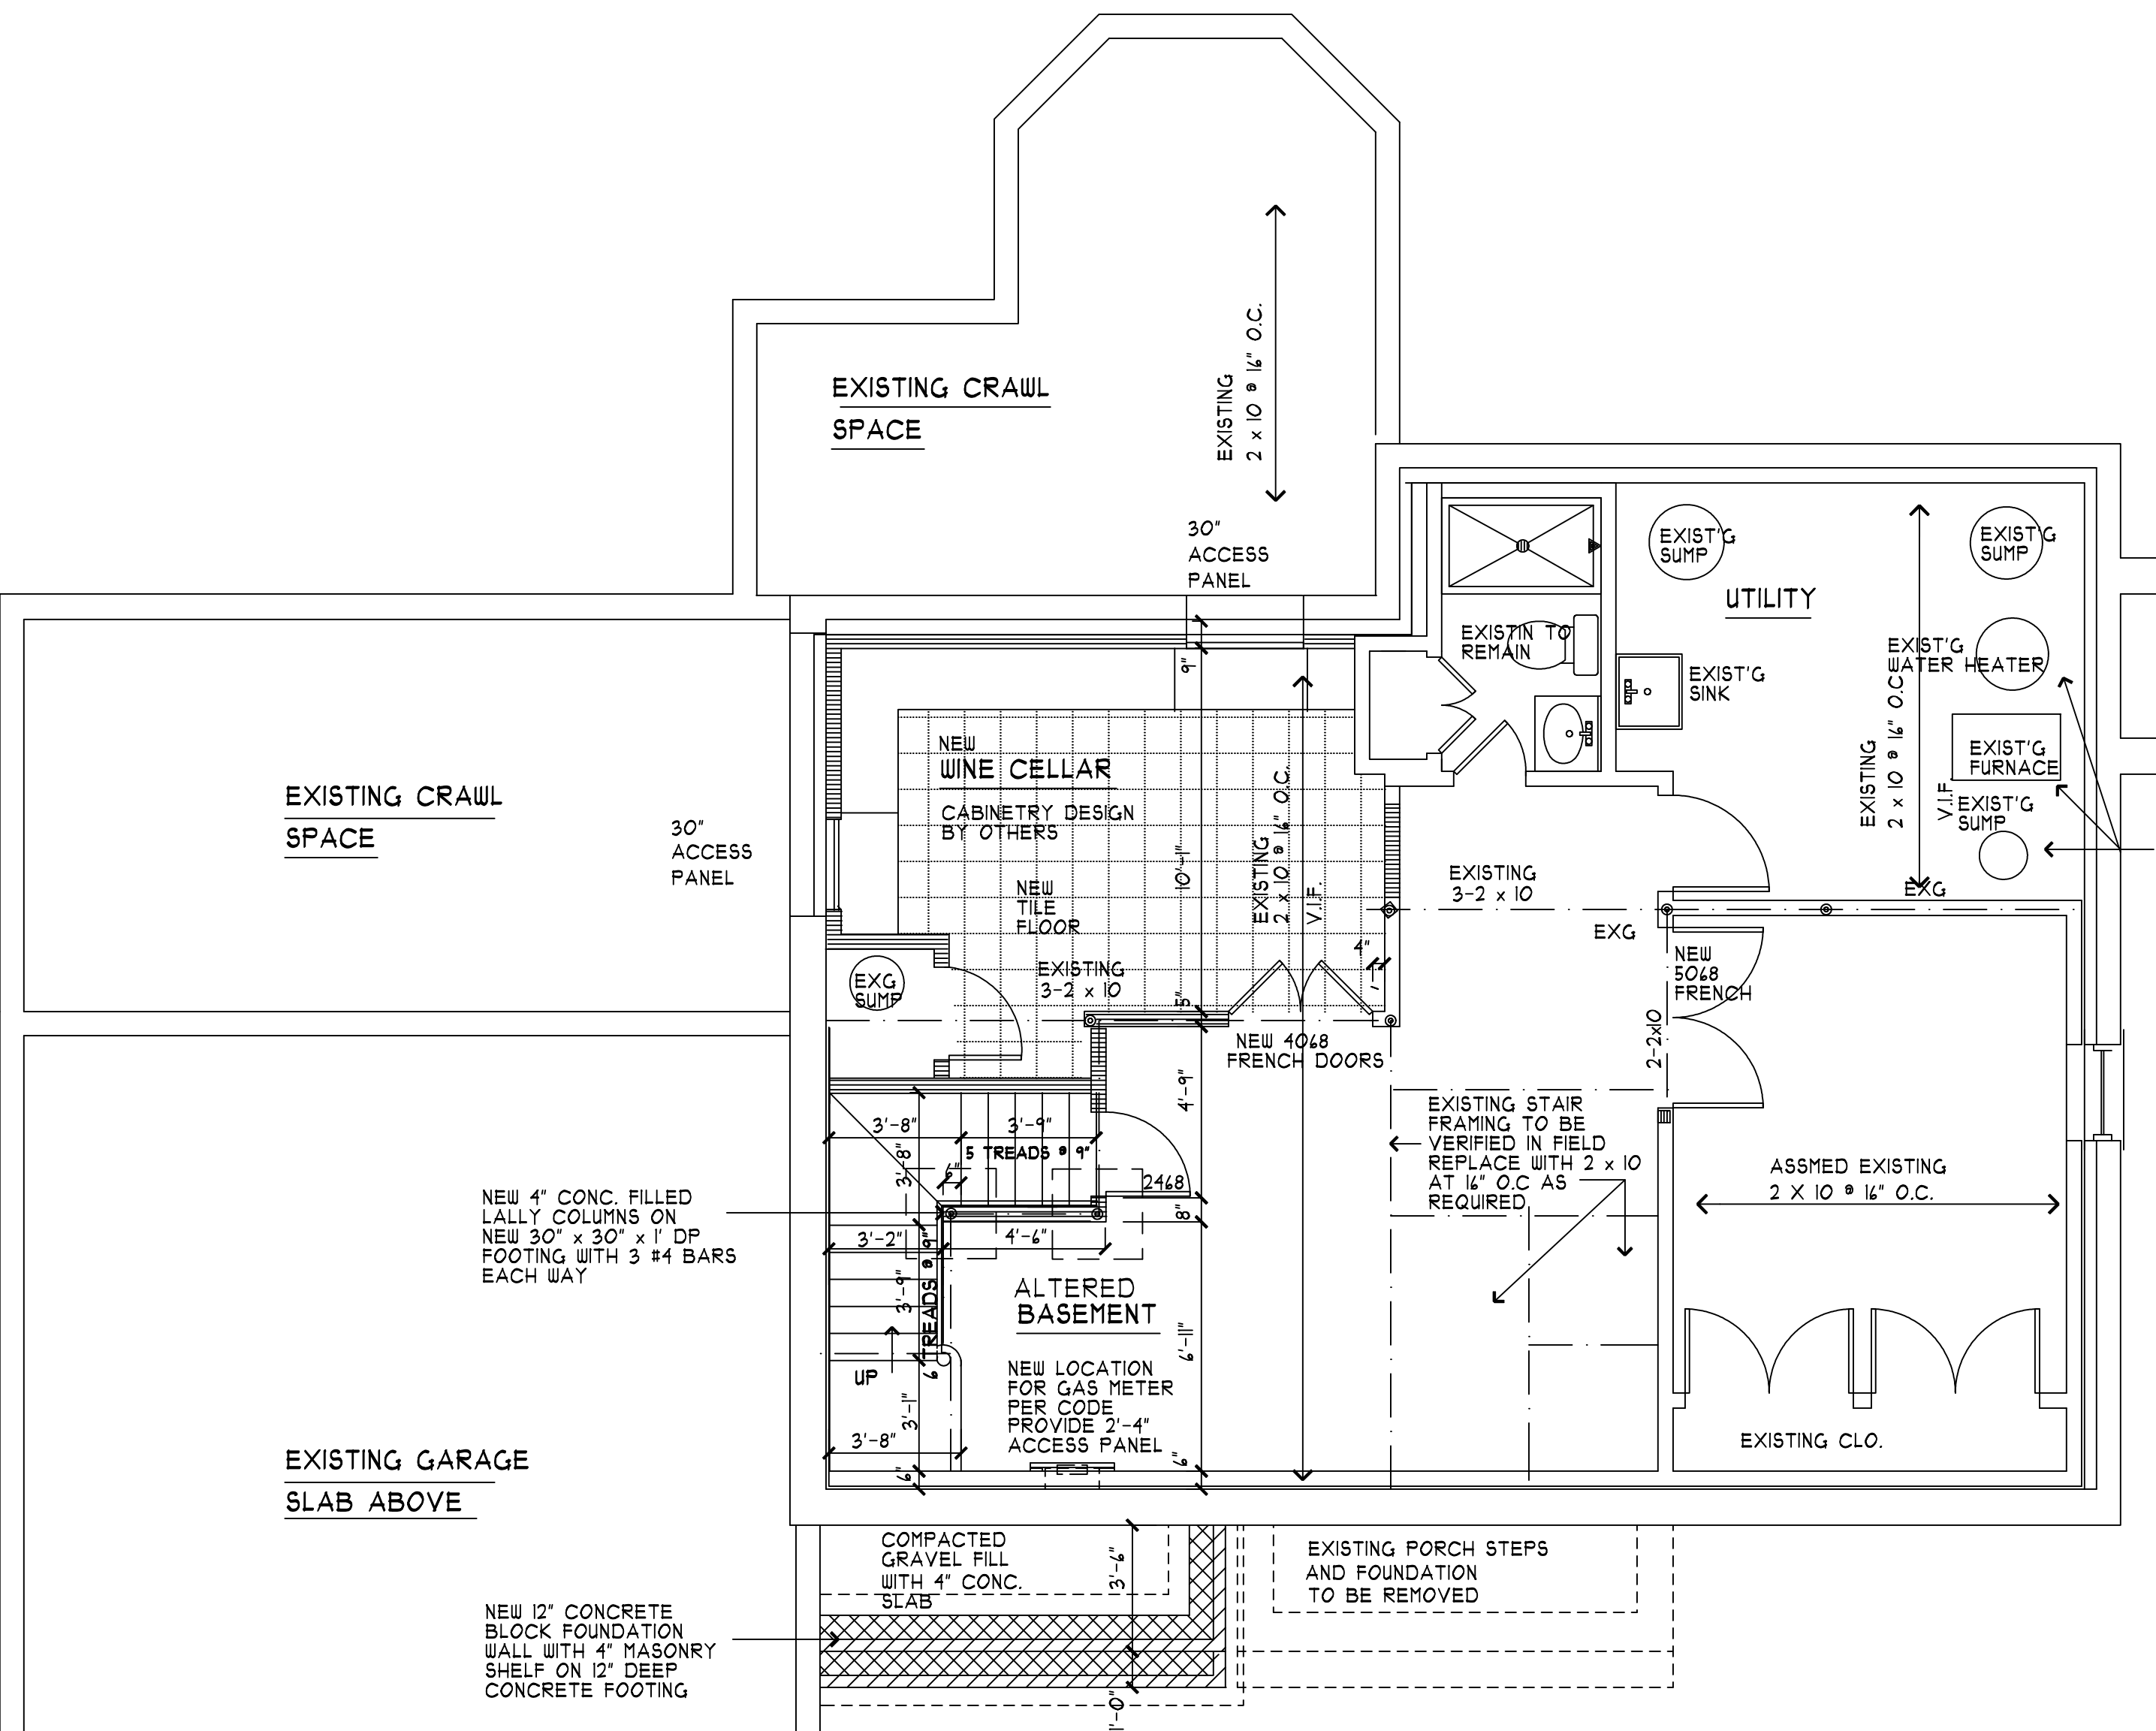 EXISTING CRAWL
SPACE
EXISTING
2 x 10 @ 16" O.C.
30"
ACCESS
PANEL
EXIST'G
SUMP
EXIST'G
SUMP
UTILITY
EXISTIN TO
REMAIN
EXIST'G
SINK
EXIST'G
WATER HEATER
EXISTING
2 x 10 @ 16" O.C.
V.I.F.
EXIST'G
FURNACE
EXIST'G
SUMP
EXG
9"
NEW
WINE CELLAR
CABINETRY DESIGN
BY OTHERS
NEW
TILE
FLOOR
10'-1"
EXISTING
2 x 10 @ 16" O.C.
V.I.F.
EXISTING CRAWL
SPACE
30"
ACCESS
PANEL
EXISTING
3-2 x 10
EXG
4"
1"
NEW
5068
FRENCH
2-2x10
EXG
SUMP
EXISTING
3-2 x 10
5"
NEW 4068
FRENCH DOORS
4'-9"
3'-8"
3'-9"
5 TREADS @ 9"
3'-8"
6"
2468
8"
EXISTING STAIR
FRAMING TO BE
VERIFIED IN FIELD
REPLACE WITH 2 x 10
AT 16" O.C AS
REQUIRED
ASSMED EXISTING
2 X 10 @ 16" O.C.
NEW 4" CONC. FILLED
LALLY COLUMNS ON
NEW 30" x 30" x 1' DP
FOOTING WITH 3 #4 BARS
EACH WAY
3'-2"
4'-6"
3'-9"
6 TREADS @ 9"
ALTERED
BASEMENT
6'-11"
UP
NEW LOCATION
FOR GAS METER
PER CODE
PROVIDE 2'-4"
ACCESS PANEL
3'-1"
3'-8"
6"
6"
EXISTING CLO.
EXISTING GARAGE
SLAB ABOVE
COMPACTED
GRAVEL FILL
WITH 4" CONC.
SLAB
3'-6"
EXISTING PORCH STEPS
AND FOUNDATION
TO BE REMOVED
NEW 12" CONCRETE
BLOCK FOUNDATION
WALL WITH 4" MASONRY
SHELF ON 12" DEEP
CONCRETE FOOTING
1'-0"